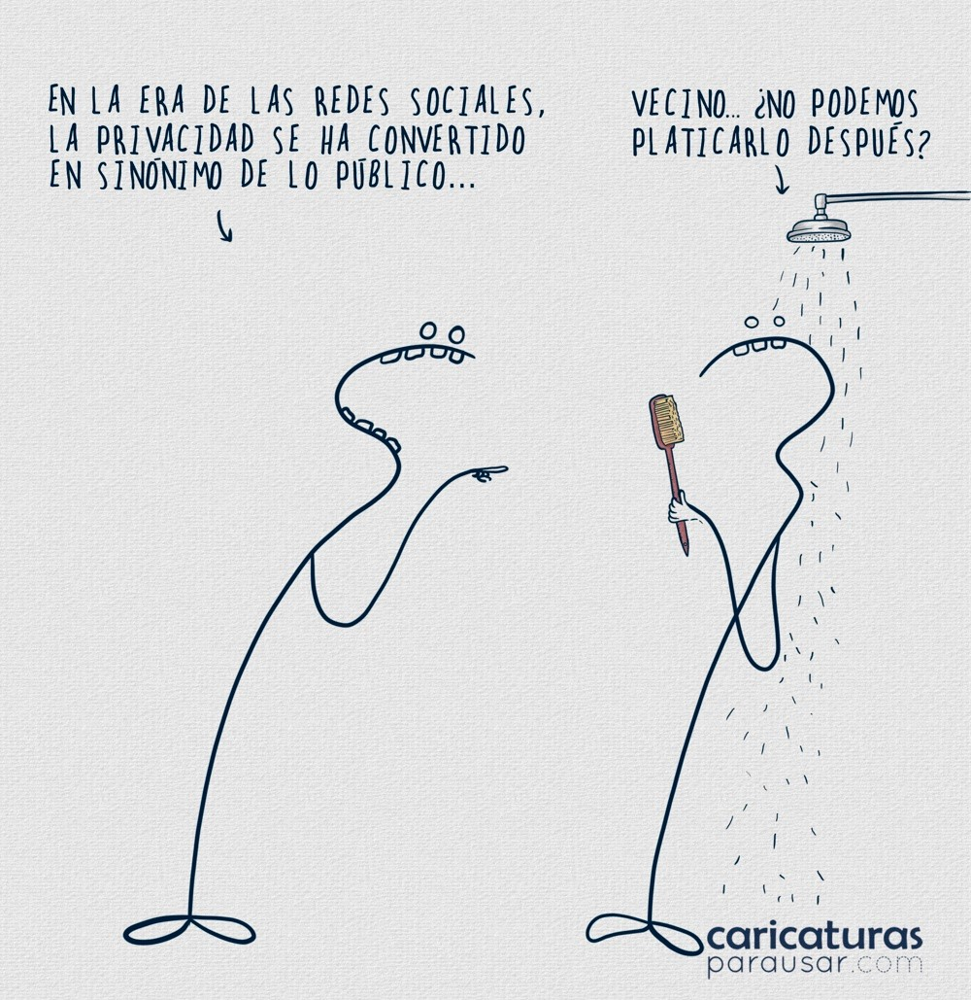 EN LA ERA DE LAS REDES SOCIALES,
LA PRIVACIDAD SE HA CONVERTIDO
EN SINÓNIMO DE LO PÚBLICO...
VECINO... ¿NO PODEMOS
PLATICARLO DESPUÉS?
caricaturas
parausar.com